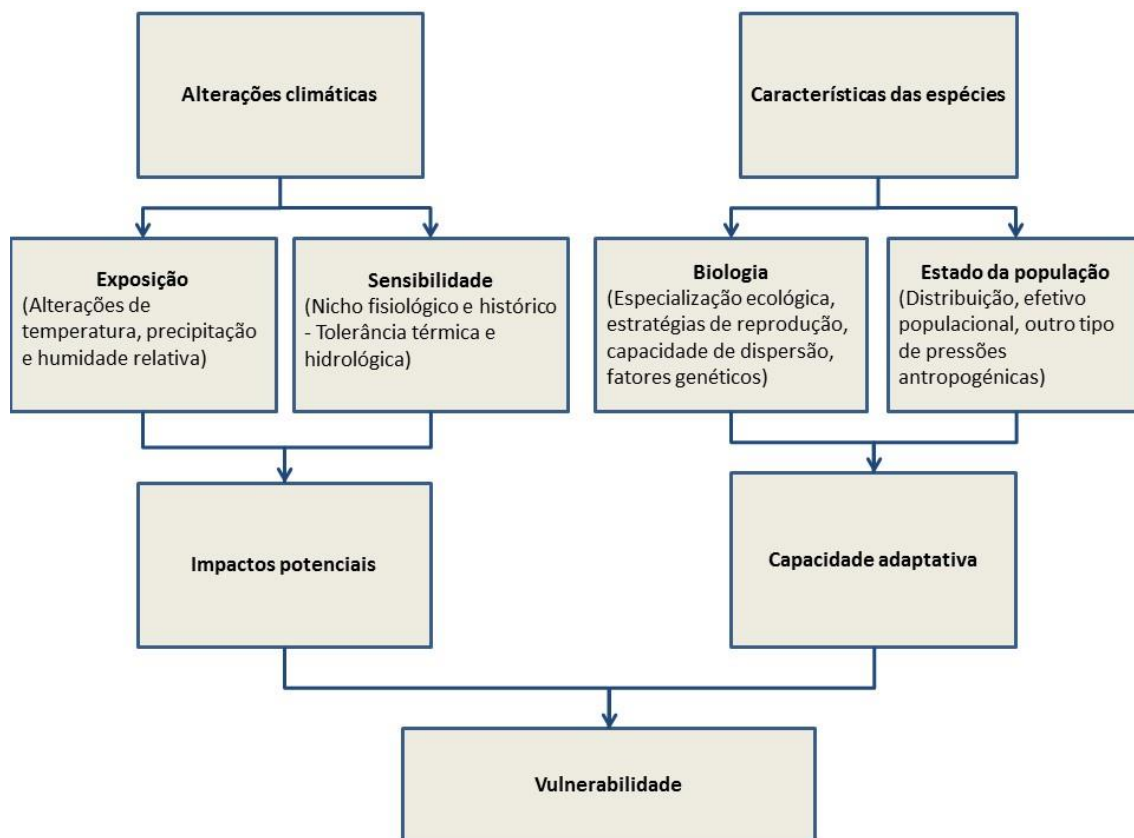 Alterações climáticas
Características das espécies
Exposição
(Alterações de
temperatura, precipitação
e humidade relativa)
Sensibilidade
(Nicho fisiológico e histórico
- Tolerância térmica e
hidrológica)
Biologia
(Especialização ecológica,
estratégias de reprodução,
capacidade de dispersão,
fatores genéticos)
Estado da população
(Distribuição, efetivo
populacional, outro tipo
de pressões
antropogénicas)
Impactos potenciais
Capacidade adaptativa
Vulnerabilidade